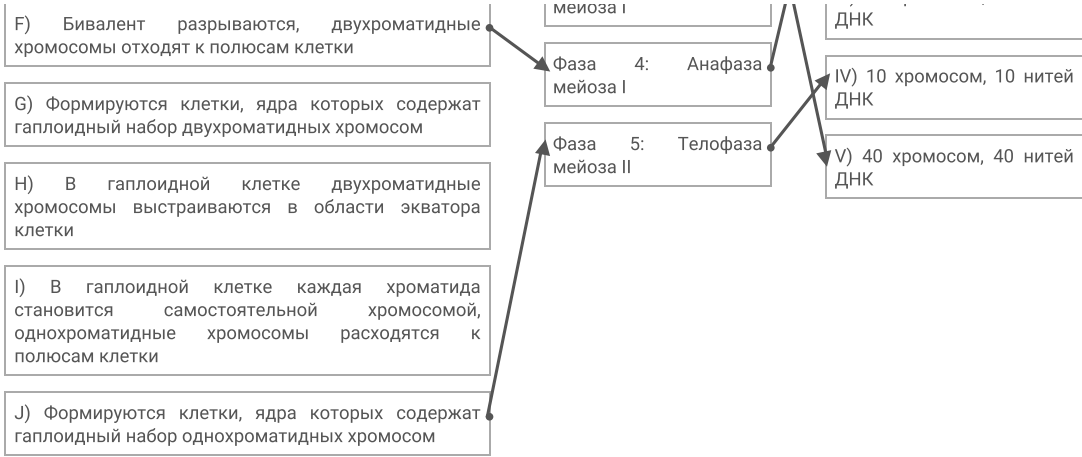 F) Бивалент разрываются, двухроматидные
хромосомы отходят к полюсам клетки
G) Формируются клетки, ядра которых содержат
гаплоидный набор двухроматидных хромосом
H) В гаплоидной клетке двухроматидные
хромосомы выстраиваются в области экватора
клетки
I) В гаплоидной клетке каждая хроматида
становится самостоятельной хромосомой,
однохроматидные хромосомы расходятся к
полюсам клетки
J) Формируются клетки, ядра которых содержат
гаплоидный набор однохроматидных хромосом
мейоза I
Фаза 4: Анафаза
мейоза I
Фаза 5: Телофаза
мейоза II
ДНК
IV) 10 хромосом, 10 нитей
ДНК
V) 40 хромосом, 40 нитей
ДНК